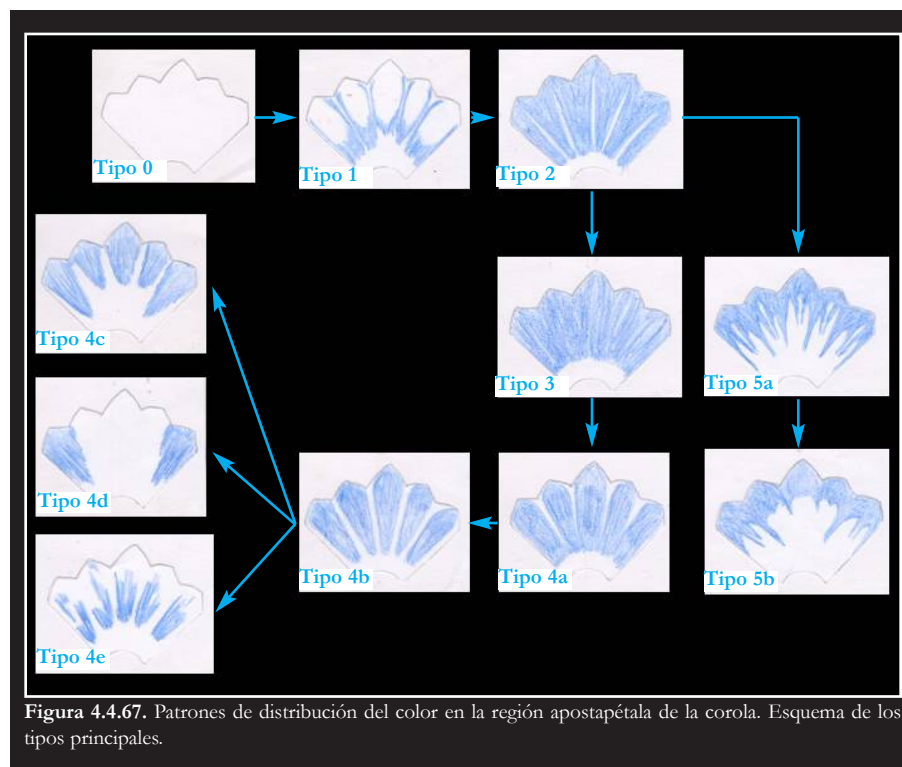 Tipo 0
Tipo 1
Tipo 2
Tipo 4c
Tipo 3
Tipo 5a
Tipo 4d
Tipo 4b
Tipo 4a
Tipo 5b
Tipo 4e
Figura 4.4.67. Patrones de distribución del color en la región apostapétala de la corola. Esquema de los
tipos principales.